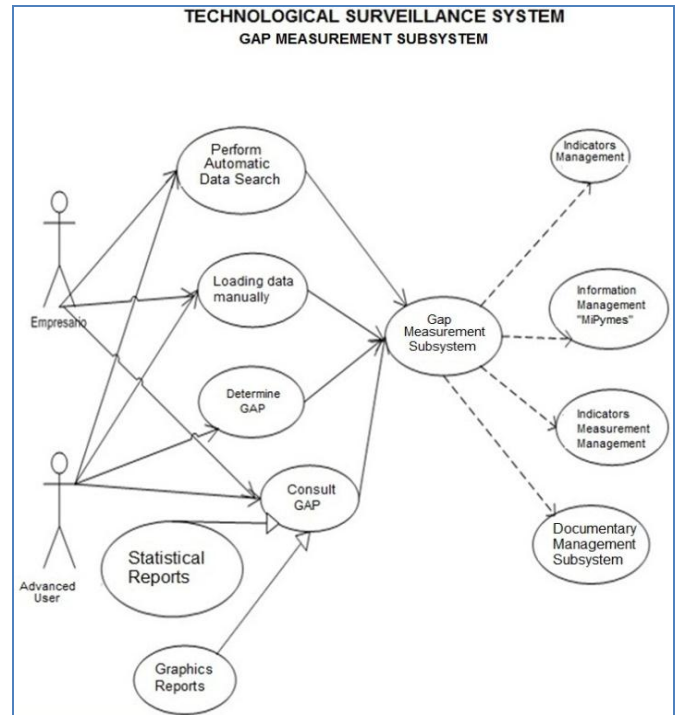 TECHNOLOGICAL SURVEILLANCE SYSTEM
GAP MEASUREMENT SUBSYSTEM
Perform
Automatic
Data Search
Indicators
Management
Empresario
Loading data
manually
Gap
Measurement
Subsystem
Information
Management
"MiPymes"
Determine
GAP
Indicators
Measurement
Management
Advanced
User
Consult
GAP
Statistical
Reports
Documentary
Management
Subsystem
Graphics
Reports